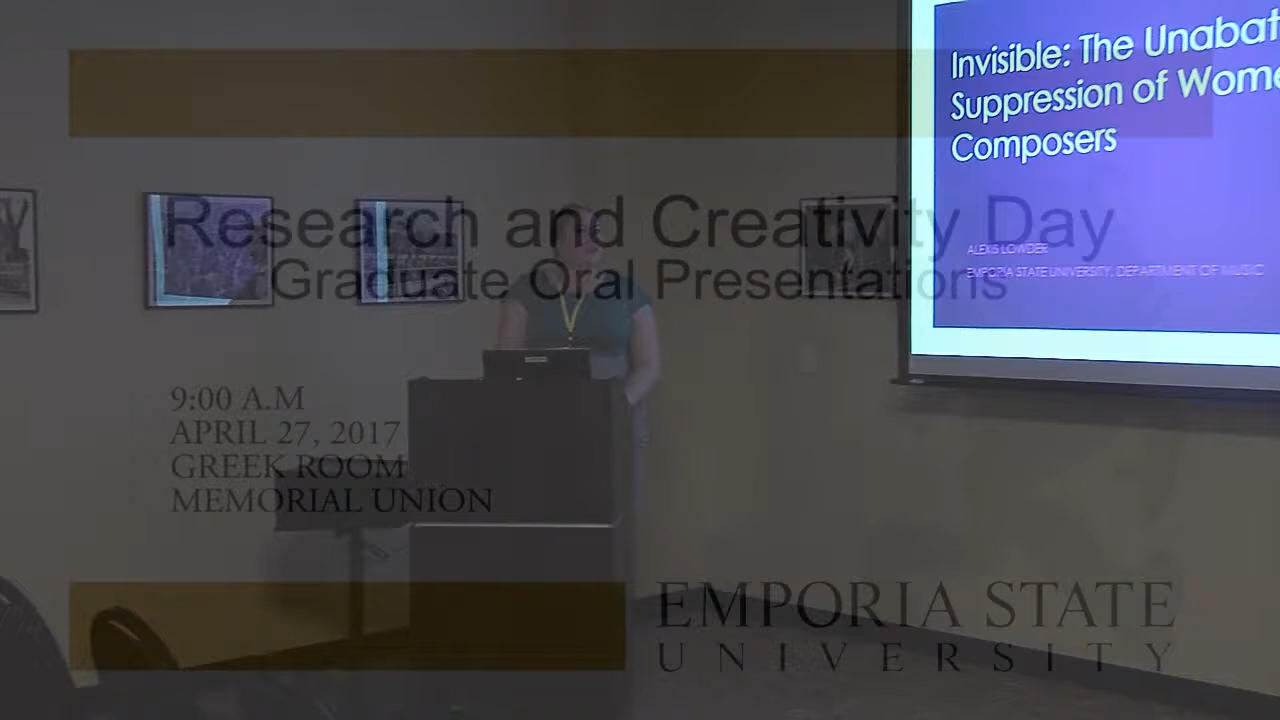 Invisible: The Unabat
Suppression of Wome
Composers
ALEXIS LOWDER
EMPORIA STATE UNIVERSITY, DEPARTMENT OF MUSIC
Research and Creativity Day
Graduate Oral Presentations
9:00 A.M
APRIL 27, 2017
GREEK ROOM
MEMORIAL UNION
EMPORIA STATE
UNIVERSITY